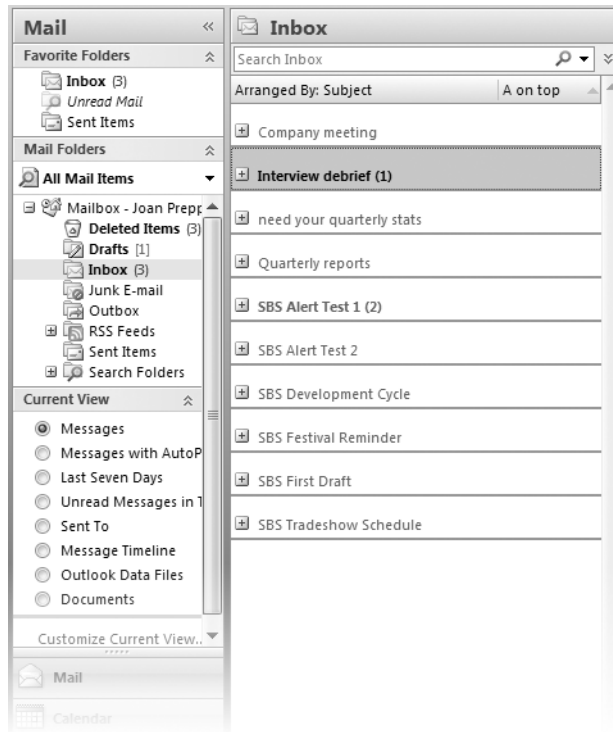 Mail
Favorite Folders
Inbox (3)
Unread Mail
Sent Items
Mail Folders
All Mail Items
Mailbox - Joan Prepp
Deleted Items (3)
Drafts [1]
Inbox (3)
Junk E-mail
Outbox
RSS Feeds
Sent Items
Search Folders
Current View
Messages
Messages with AutoP
Last Seven Days
Unread Messages in T
Sent To
Message Timeline
Outlook Data Files
Documents
Customize Current View..
Mail
Calendar
Inbox
Search Inbox
Arranged By: Subject A on top
Company meeting
Interview debrief (1)
need your quarterly stats
Quarterly reports
SBS Alert Test 1 (2)
SBS Alert Test 2
SBS Development Cycle
SBS Festival Reminder
SBS First Draft
SBS Tradeshow Schedule